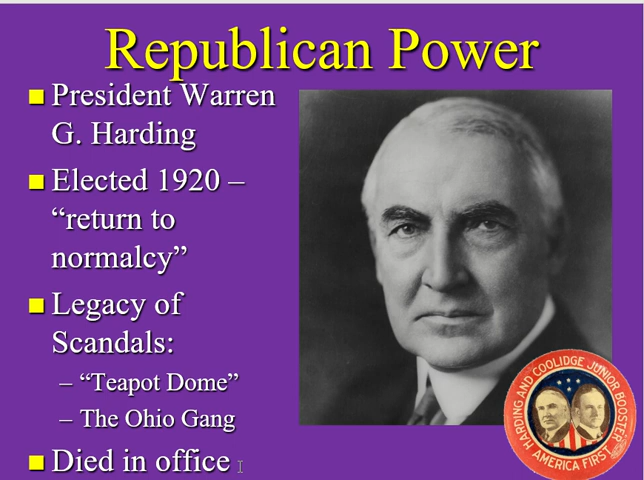 Republican Power
■ President Warren
G. Harding
■ Elected 1920 –
“return to
normalcy”
■ Legacy of
Scandals:
– “Teapot Dome”
– The Ohio Gang
■ Died in office
HARDING AND COOLIDGE JUNIOR BOOSTER
AMERICA FIRST